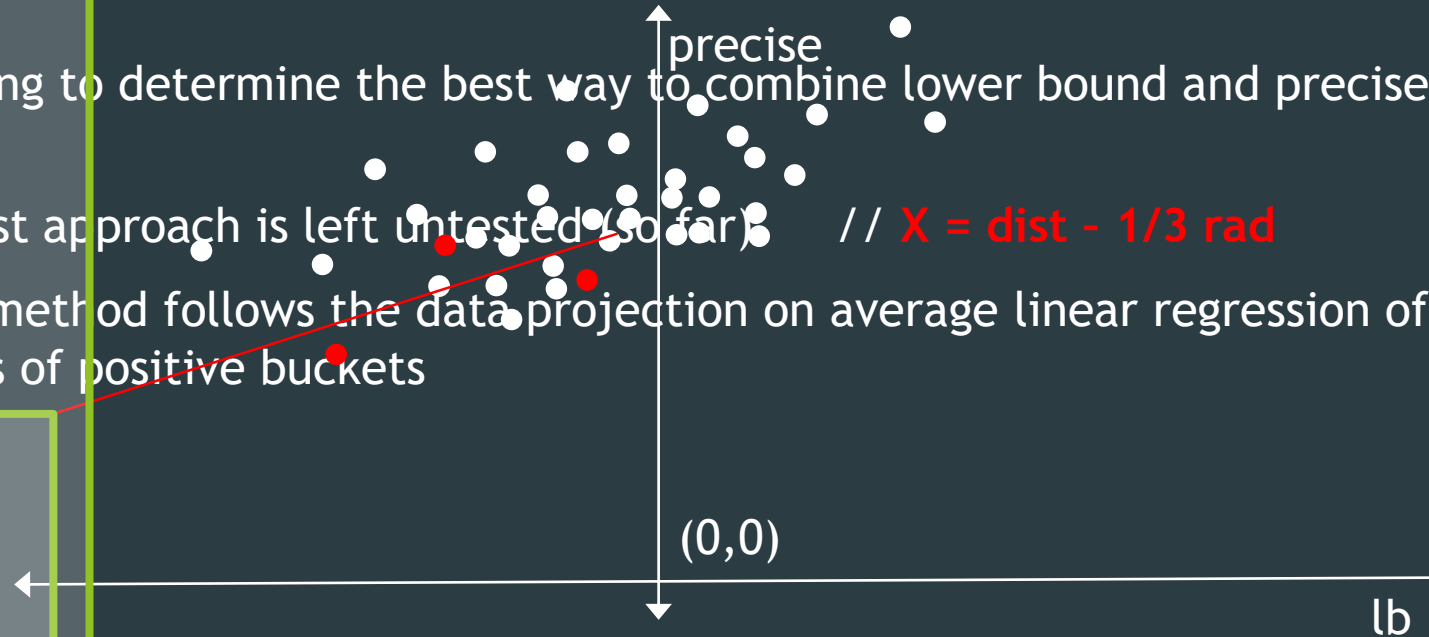 precise
ng to determine the best way to combine lower bound and precise
st approach is left untested (so far) // X = dist - 1/3 rad
method follows the data projection on average linear regression of
s of positive buckets
(0,0)
lb